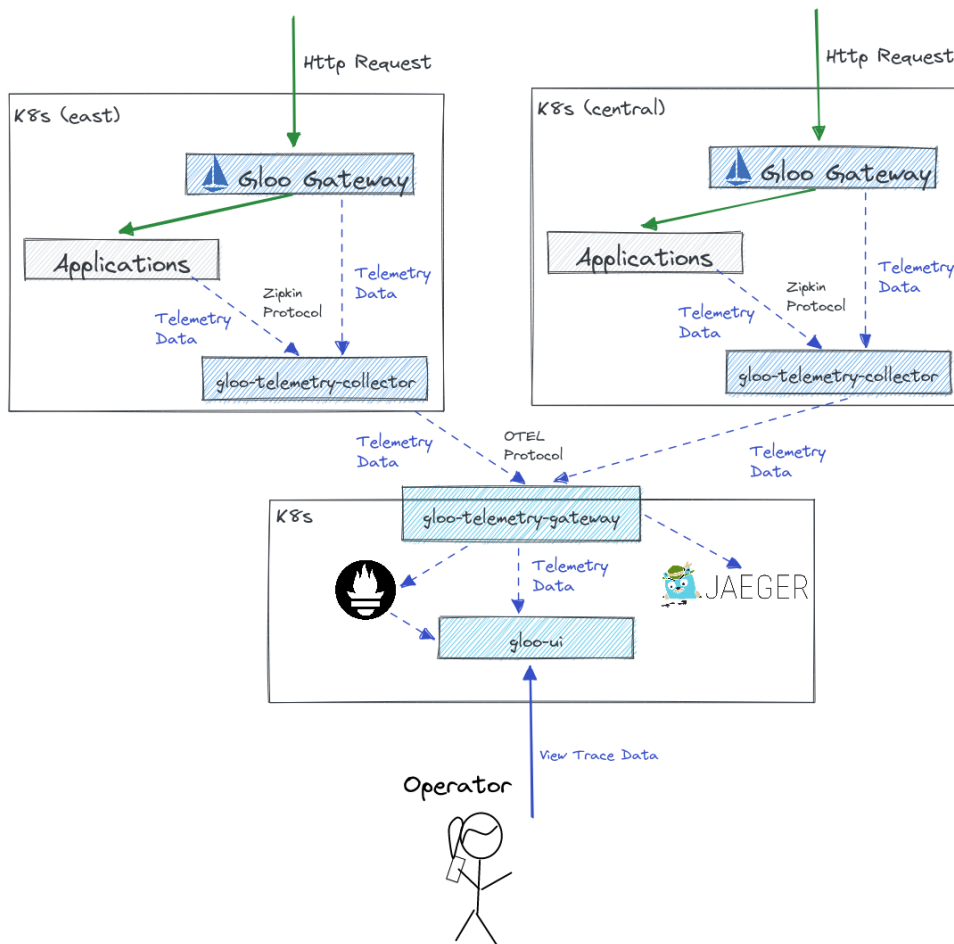 Http Request
Http Request
K8s (east)
K8s (central)
Gloo Gateway
Gloo Gateway
Applications
Applications
Telemetry
Data
Telemetry
Data
Zipkin
Protocol
Zipkin
Protocol
Telemetry
Data
Telemetry
Data
gloo-telemetry-collector
gloo-telemetry-collector
Telemetry
Data
OTEL
Protocol
Telemetry
Data
K8s
gloo-telemetry-gateway
Telemetry
Data
JAEGER
gloo-ui
View Trace Data
Operator